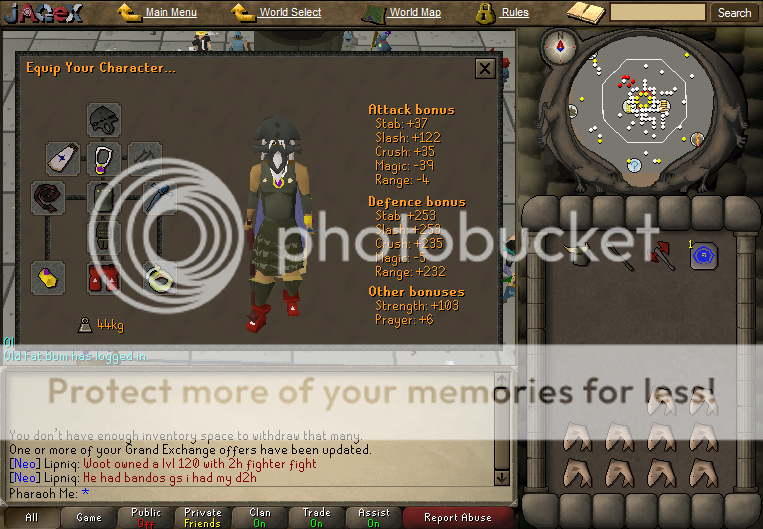 JAGEX
Main Menu
World Select
World Map
Rules
Search
Equip Your Character...
Attack bonus
Stab: +37
Slash: +122
Crush: +35
Magic: -39
Range: -4
Defence bonus
Stab: +253
Slash: +253
Crush: +235
Magic: -5
Range: +232
Other bonuses
Strength: +103
Prayer: +6
44kg
1
photobucket
Old Fat Bum has logged in.
Protect more of your memories for less!
You don't have enough inventory space to withdraw that many.
One or more of your Grand Exchange offers have been updated.
[Neo] Lipniq: Woot owned a lvl 120 with 2h fighter fight
[Neo] Lipniq: He had bandos gs i had my d2h
Pharaoh Me: *
All
Game
Public
Off
Private
Friends
Clan
On
Trade
On
Assist
On
Report Abuse